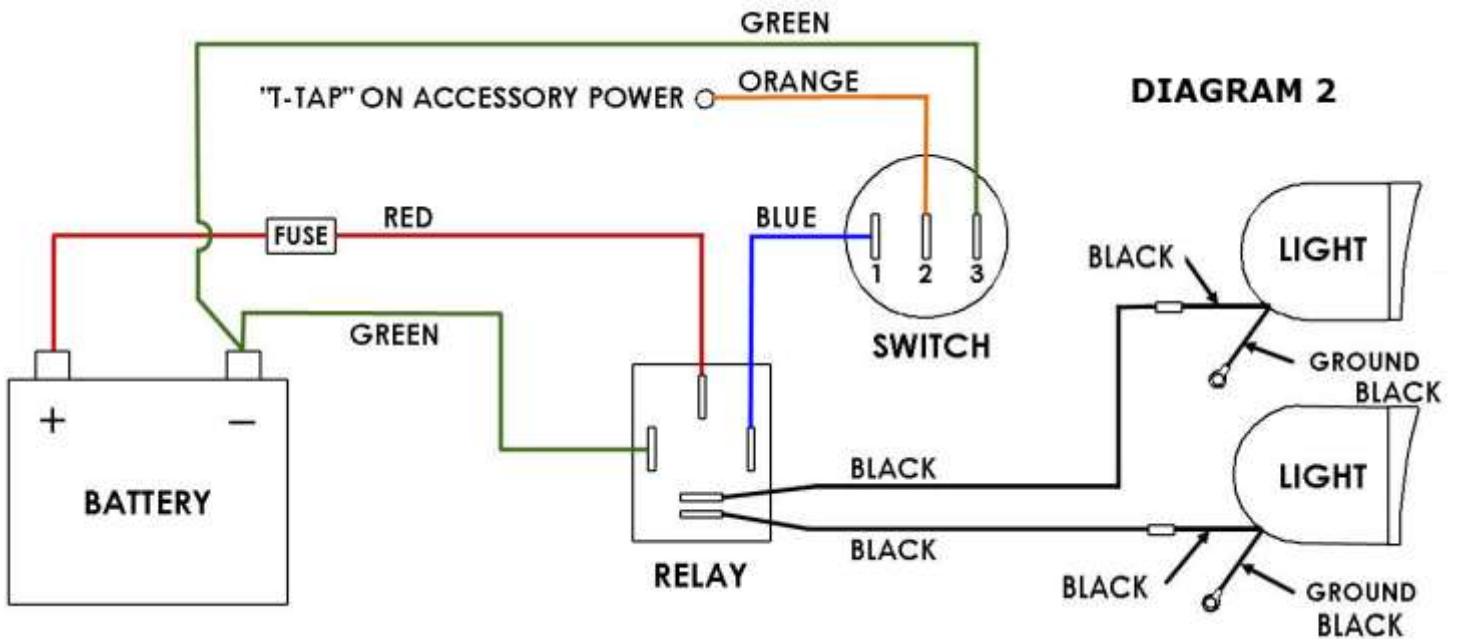 GREEN
"T-TAP" ON ACCESSORY POWER
ORANGE
DIAGRAM 2
RED
FUSE
BLUE
1 2 3
SWITCH
BLACK
LIGHT
GREEN
GROUND
BLACK
+ −
BATTERY
BLACK
LIGHT
BLACK
RELAY
BLACK
GROUND
BLACK